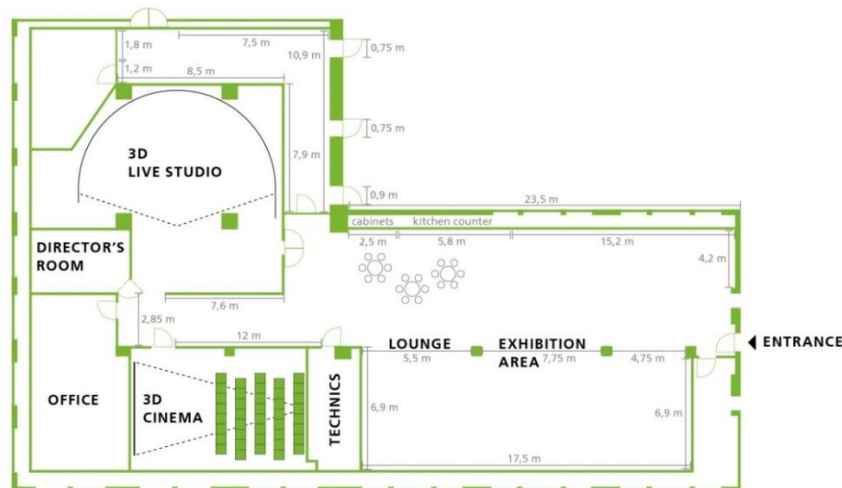 1,8 m
7,5 m
10,9 m
0,75 m
1,2 m
8,5 m
0,75 m
3D
LIVE STUDIO
7,9 m
0,9 m
23,5 m
cabinets
kitchen counter
2,5 m
5,8 m
15,2 m
DIRECTOR'S
ROOM
4,2 m
7,6 m
2,85 m
12 m
LOUNGE
EXHIBITION
AREA
ENTRANCE
5,5 m
7,75 m
4,75 m
OFFICE
3D
CINEMA
TECHNICS
6,9 m
6,9 m
17,5 m